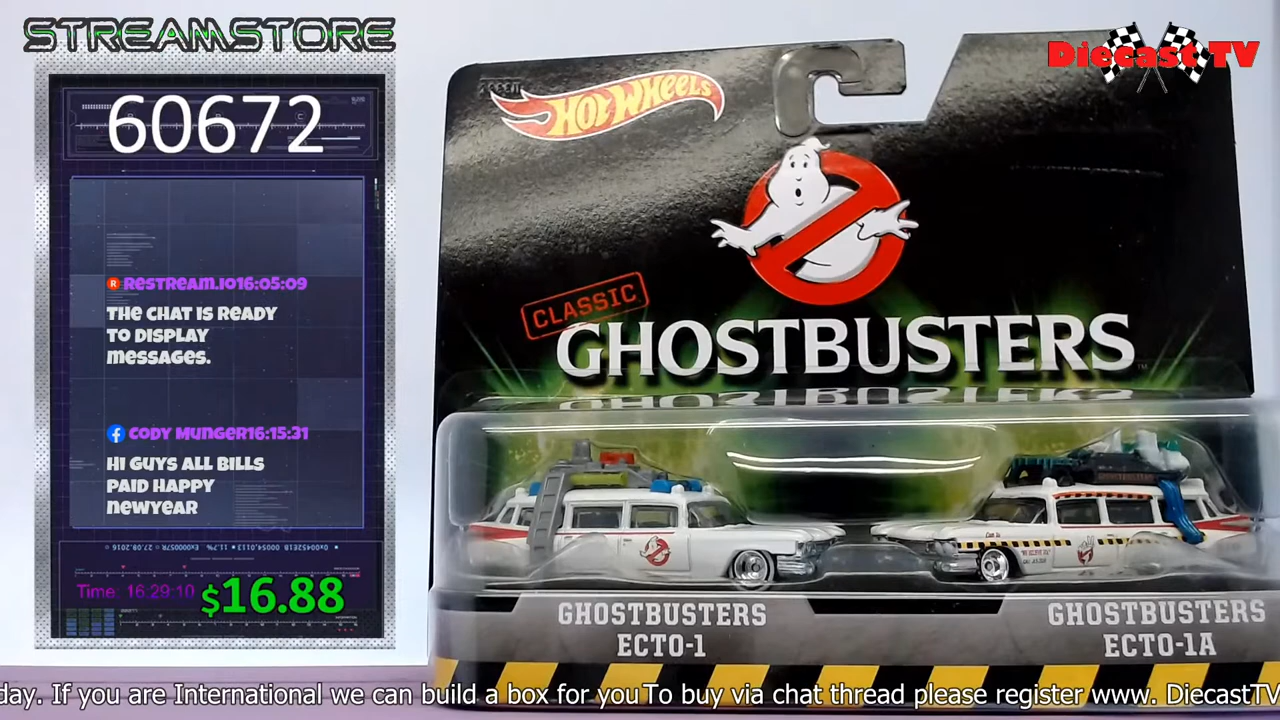 STREAMSTORE
60672
RESTREAM.IO16:05:09
THE CHAT IS READY
TO DISPLAY
MESSAGES.
CODY MUNGER16:15:31
HI GUYS ALL BILLS
PAID HAPPY
NEWYEAR
Time: 16:29:10
$16.88
Diecast TV
HOT WHEELS
CLASSIC
GHOSTBUSTERS
GHOSTBUSTERS
ECTO-1
GHOSTBUSTERS
ECTO-1A
day. If you are International we can build a box for you To buy via chat thread please register www. DiecastTV